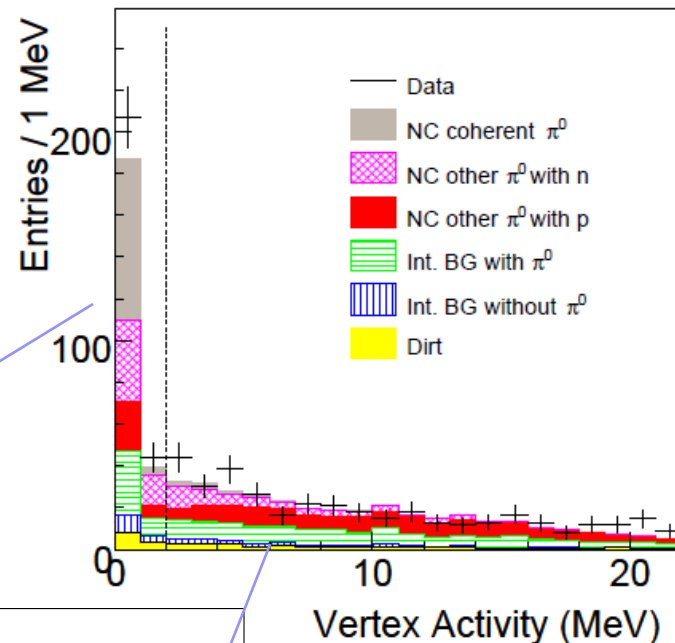 Entries / 1 MeV
200
100
0
Data
NC coherent π⁰
NC other π⁰ with n
NC other π⁰ with p
Int. BG with π⁰
Int. BG without π⁰
Dirt
0
10
20
Vertex Activity (MeV)